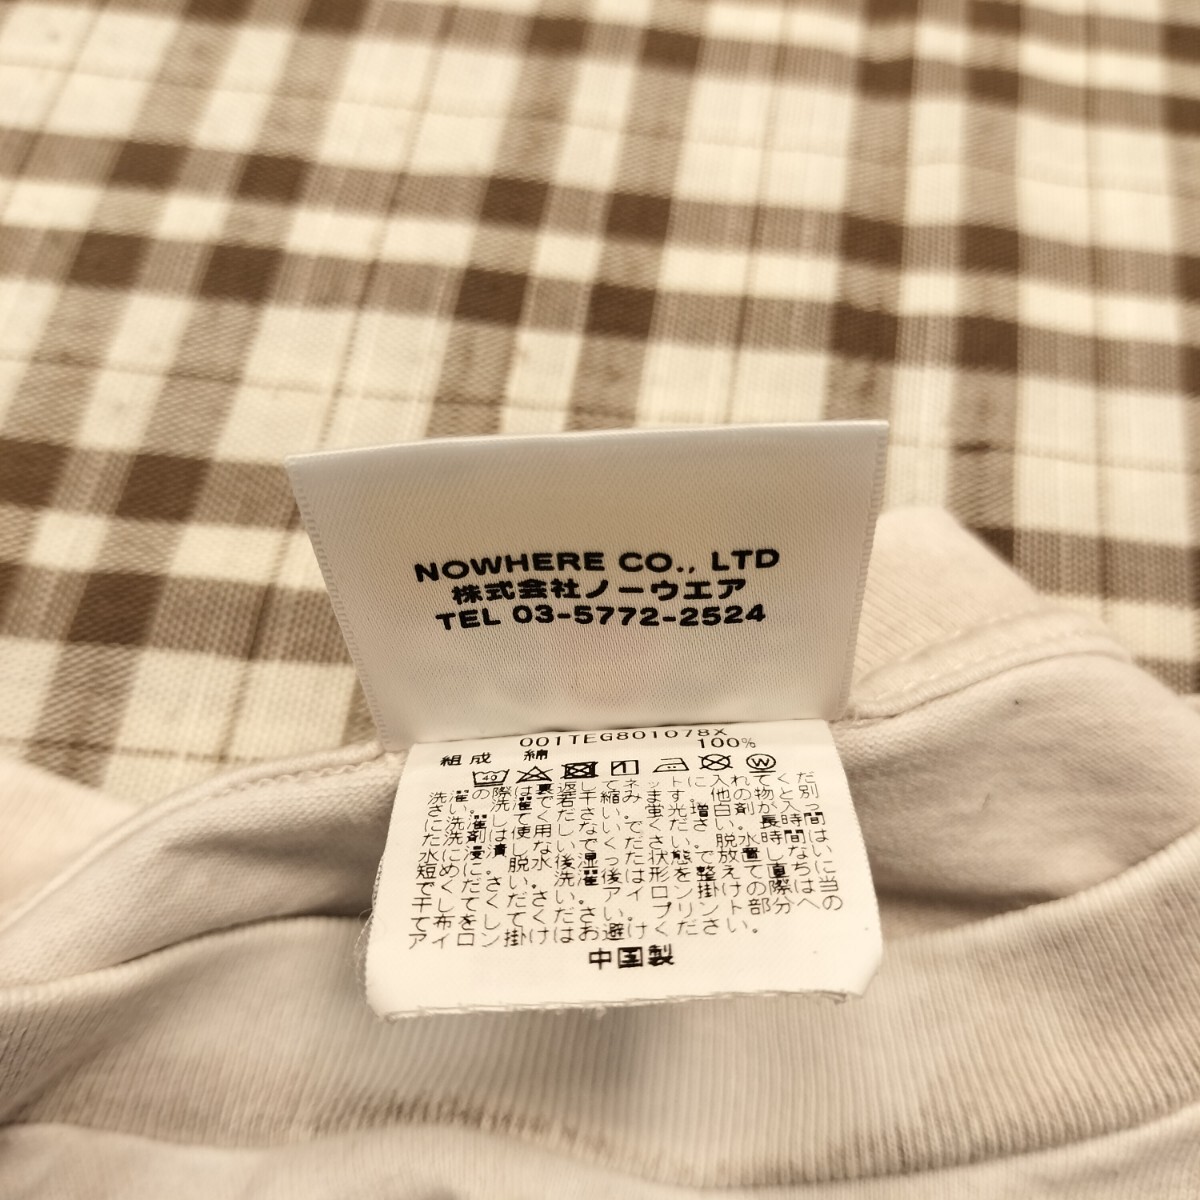 NOWHERE CO., LTD
株式会社ノーウエア
TEL 03-5772-2524
001TEG801078X
組成 綿 100%
40 W
洗濯の際は裏返してネットに入れてくだ
さい。洗濯で若干縮みます。他の物と別
に洗濯してください。蛍光増白剤が入っ
た洗剤は使用しないでください。長時間
水に浸漬しないでください。脱水時間は
短めに。脱水後湿った状態で放置しない
でください。洗濯後は形を整えて直ちに
干してください。アイロン掛けの際は当
て布をしてください。プリント部分への
アイロン掛けはお避けください。
中国製